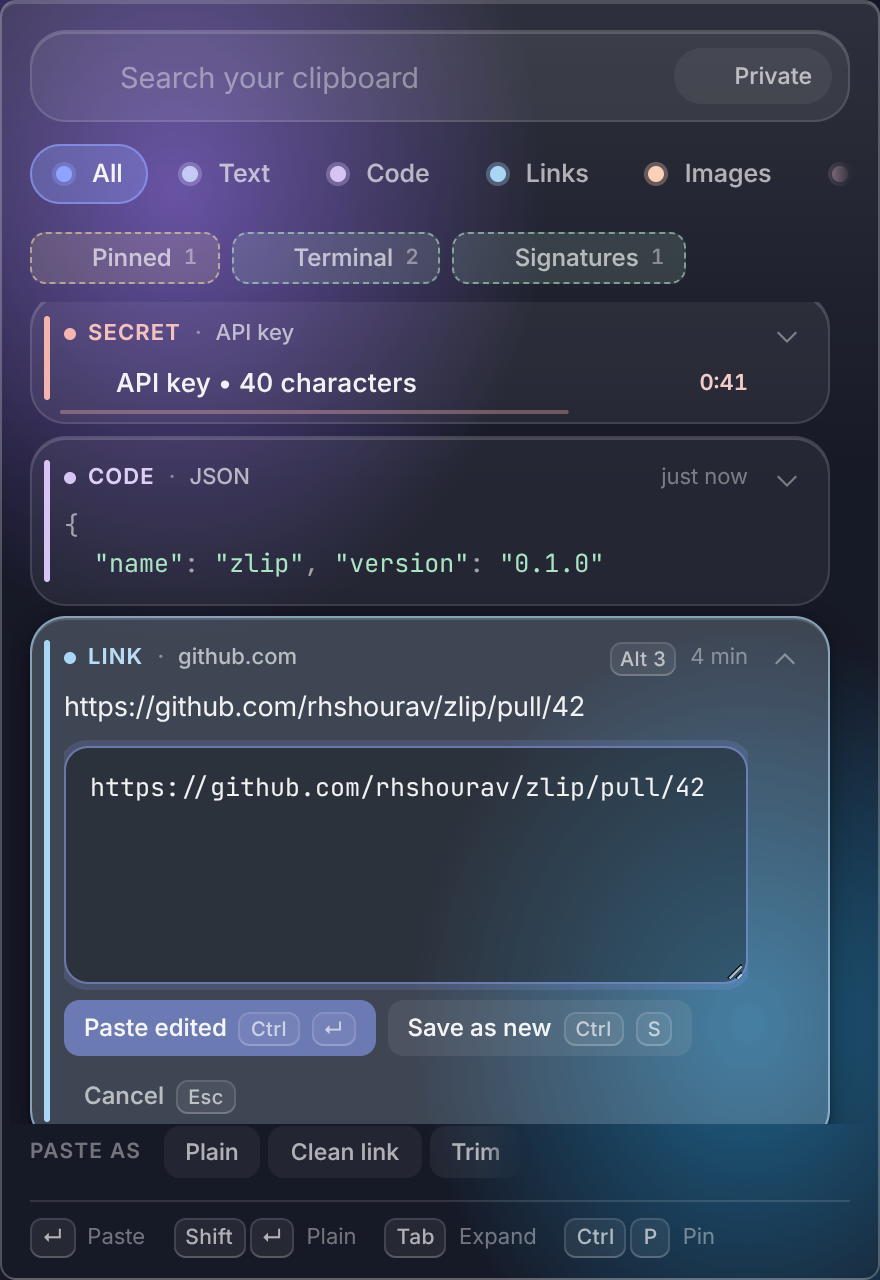 Search your clipboard Private
All Text Code Links Images
Pinned 1 Terminal 2 Signatures 1
SECRET · API key
API key • 40 characters 0:41
CODE · JSON just now
{
"name": "zlip", "version": "0.1.0"
LINK · github.com Alt 3 4 min
https://github.com/rhshourav/zlip/pull/42
https://github.com/rhshourav/zlip/pull/42
Paste edited Ctrl ↵ Save as new Ctrl S
Cancel Esc
PASTE AS Plain Clean link Trim
↵ Paste Shift ↵ Plain Tab Expand Ctrl P Pin